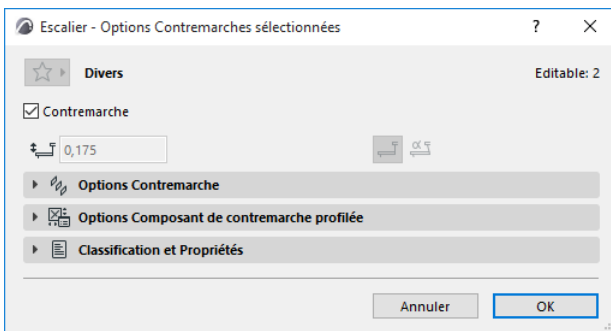 Escalier - Options Contremarches sélectionnées ?
Divers Editable: 2
Contremarche
0,175 α
Options Contremarche
Options Composant de contremarche profilée
Classification et Propriétés
Annuler OK